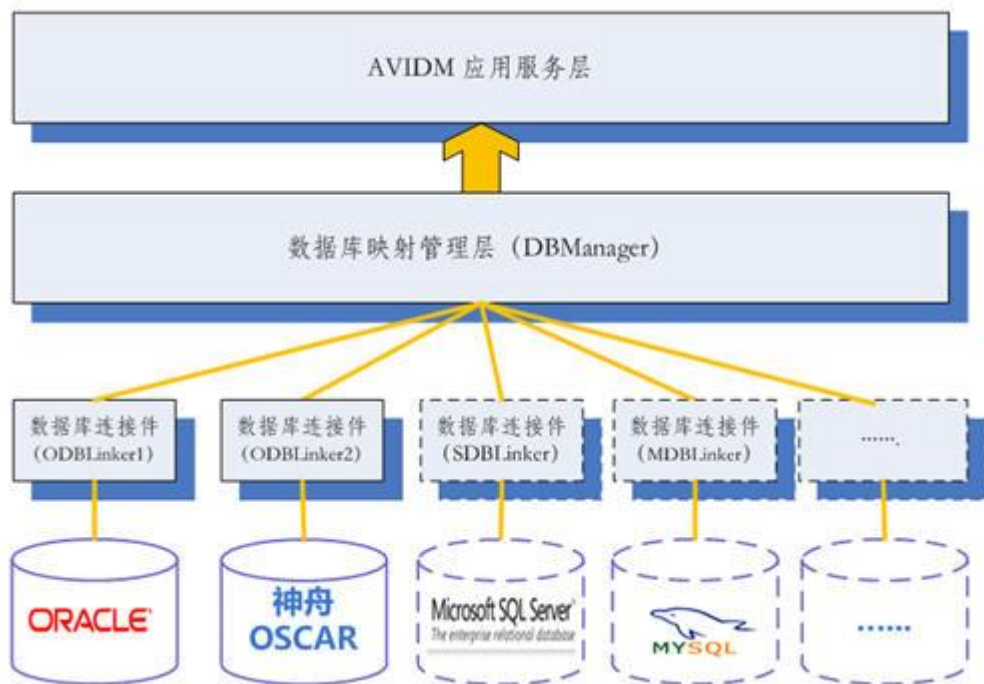 AVIDM 应用服务层
数据库映射管理层（DBManager）
数据库连接件
（ODBLinker1）
数据库连接件
（ODBLinker2）
数据库连接件
（SDBLinker）
数据库连接件
（MDBLinker）
…….
ORACLE
神舟
OSCAR
Microsoft SQL Server
The enterprise relational database
MYSQL
……